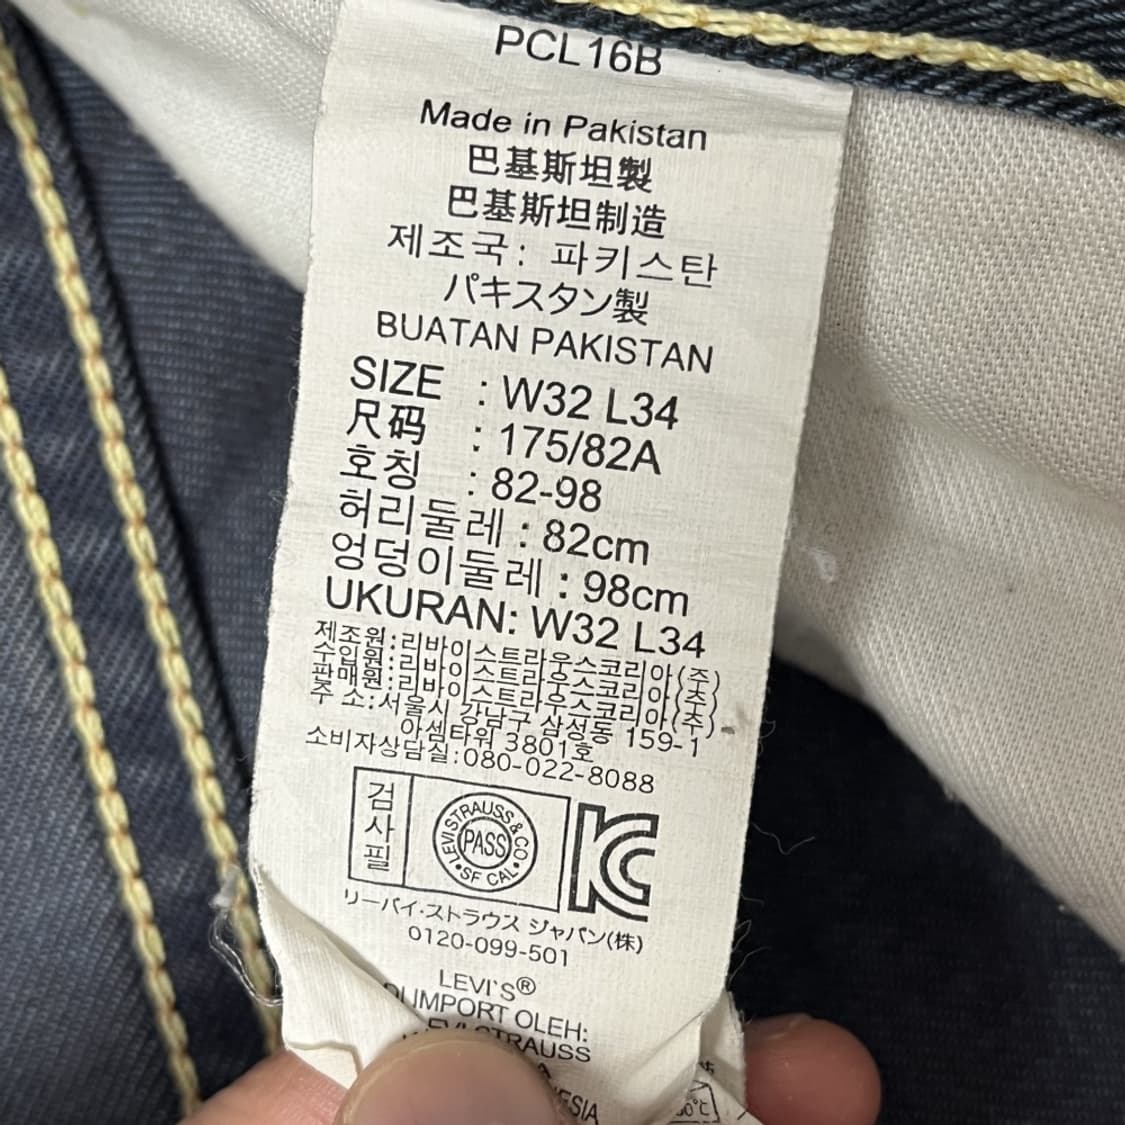 PCL16B
Made in Pakistan
巴基斯坦製
巴基斯坦制造
제조국: 파키스탄
パキスタン製
BUATAN PAKISTAN
SIZE : W32 L34
尺码 : 175/82A
호칭 : 82-98
허리둘레 : 82cm
엉덩이둘레 : 98cm
UKURAN: W32 L34
제조원:리바이스트라우스코리아(주)
수입원:리바이스트라우스코리아(주)
판매원:리바이스트라우스코리아(주)
주 소:서울시 강남구 삼성동 159-1
아셈타워 3801호
소비자상담실:080-022-8088
검사필
LEVI STRAUSS & CO
PASS
SF CAL
KC
リーバイ·ストラウス ジャパン(株)
0120-099-501
LEVI'S®
IMPORT OLEH:
STRAUSS